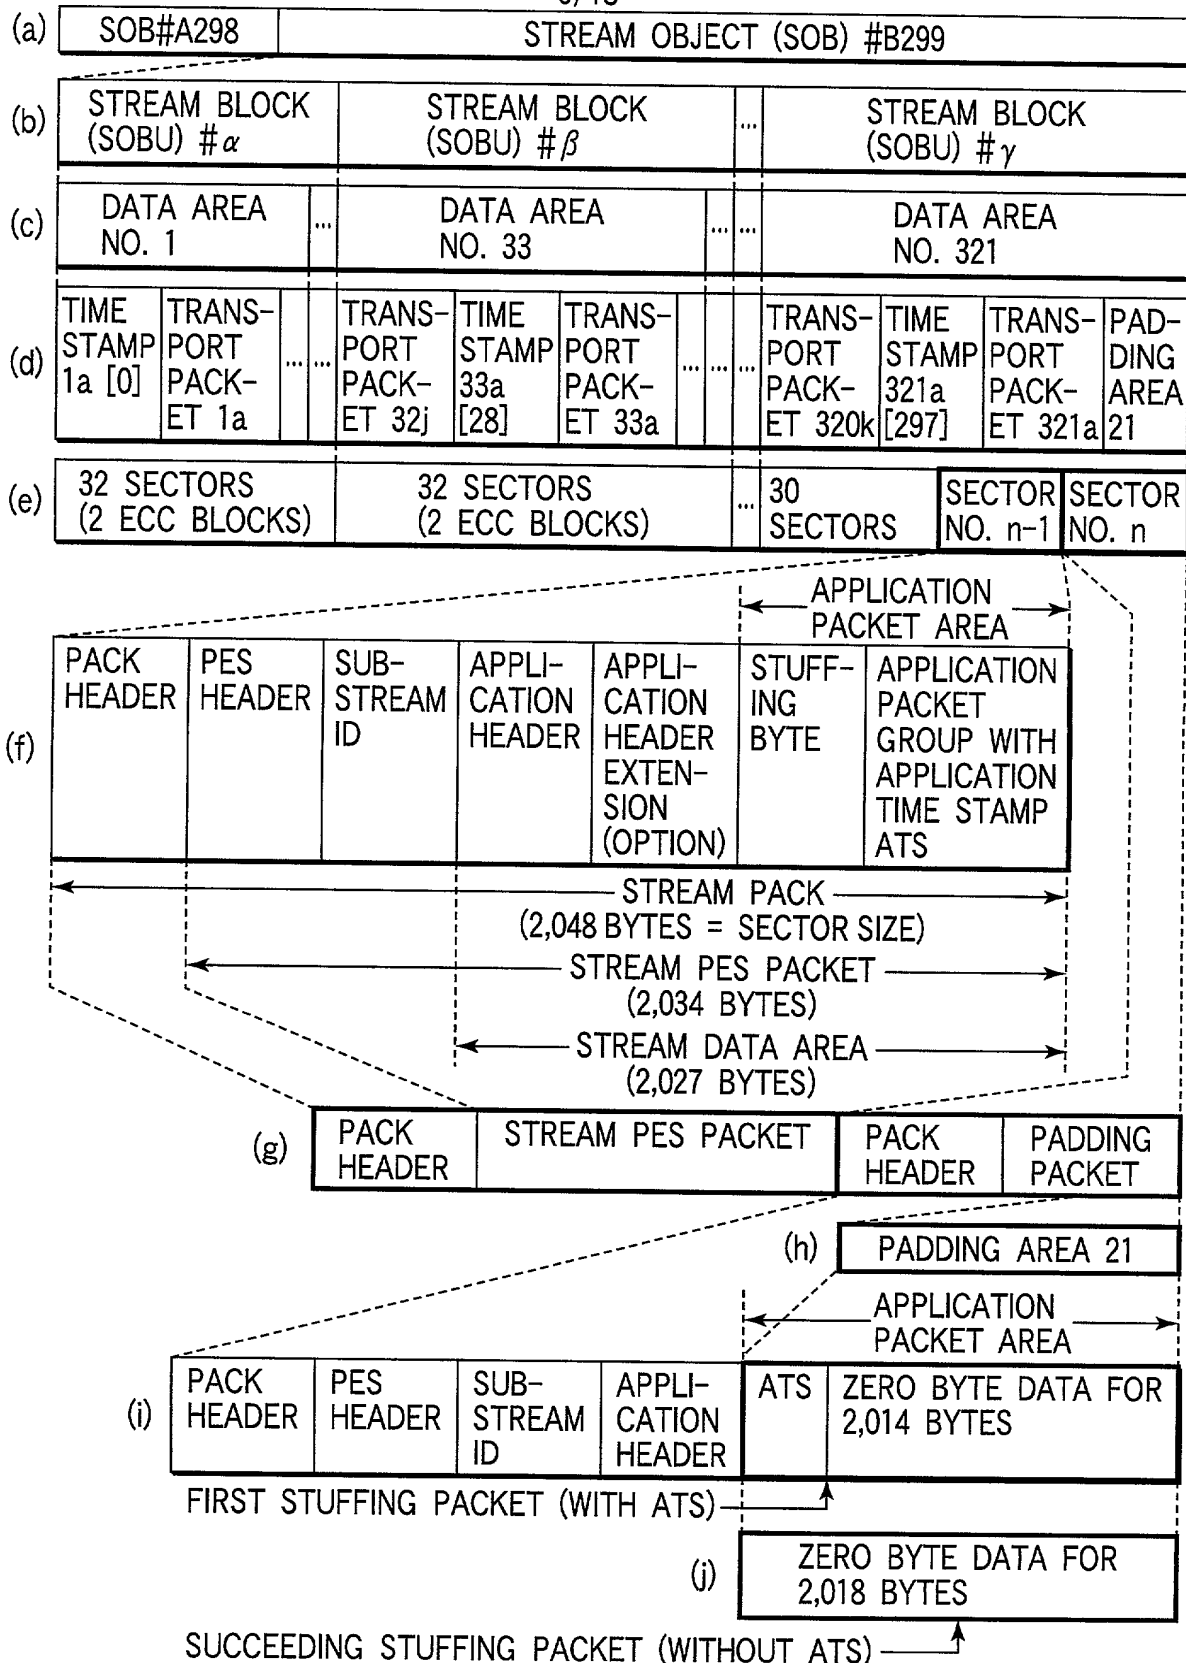 (a) SOB#A298 STREAM OBJECT (SOB) #B299
(b) STREAM BLOCK (SOBU) #α STREAM BLOCK (SOBU) #β ... STREAM BLOCK (SOBU) #γ
(c) DATA AREA NO. 1 ... DATA AREA NO. 33 ... ... DATA AREA NO. 321
(d) TIME STAMP 1a [0] TRANS-PORT PACK-ET 1a ... ... TRANS-PORT PACK-ET 32j TIME STAMP 33a [28] TRANS-PORT PACK-ET 33a ... ... ... TRANS-PORT PACK-ET 320k TIME STAMP 321a [297] TRANS-PORT PACK-ET 321a PAD-DING AREA 21
(e) 32 SECTORS (2 ECC BLOCKS) 32 SECTORS (2 ECC BLOCKS) ... 30 SECTORS SECTOR NO. n-1 SECTOR NO. n
APPLICATION
PACKET AREA
(f) PACK HEADER PES HEADER SUB-STREAM ID APPLI-CATION HEADER APPLI-CATION HEADER EXTEN-SION (OPTION) STUFF-ING BYTE APPLICATION PACKET GROUP WITH APPLICATION TIME STAMP ATS
STREAM PACK
(2,048 BYTES = SECTOR SIZE)
STREAM PES PACKET
(2,034 BYTES)
STREAM DATA AREA
(2,027 BYTES)
(g) PACK HEADER STREAM PES PACKET PACK HEADER PADDING PACKET
(h) PADDING AREA 21
APPLICATION
PACKET AREA
(i) PACK HEADER PES HEADER SUB-STREAM ID APPLI-CATION HEADER ATS ZERO BYTE DATA FOR 2,014 BYTES
FIRST STUFFING PACKET (WITH ATS)
(j) ZERO BYTE DATA FOR 2,018 BYTES
SUCCEEDING STUFFING PACKET (WITHOUT ATS)